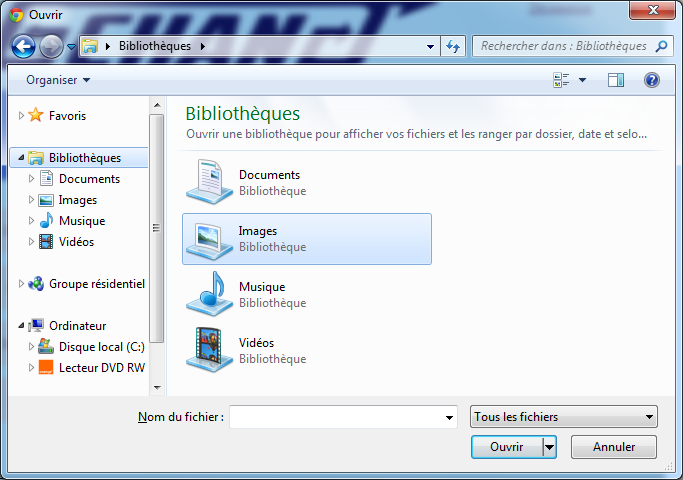 Ouvrir
Bibliothèques
Rechercher dans : Bibliothèques
Organiser
Favoris
Bibliothèques
Documents
Images
Musique
Vidéos
Groupe résidentiel
Ordinateur
Disque local (C:)
Lecteur DVD RW
Bibliothèques
Ouvrir une bibliothèque pour afficher vos fichiers et les ranger par dossier, date et selo...
Documents
Bibliothèque
Images
Bibliothèque
Musique
Bibliothèque
Vidéos
Bibliothèque
Nom du fichier :
Tous les fichiers
Ouvrir
Annuler